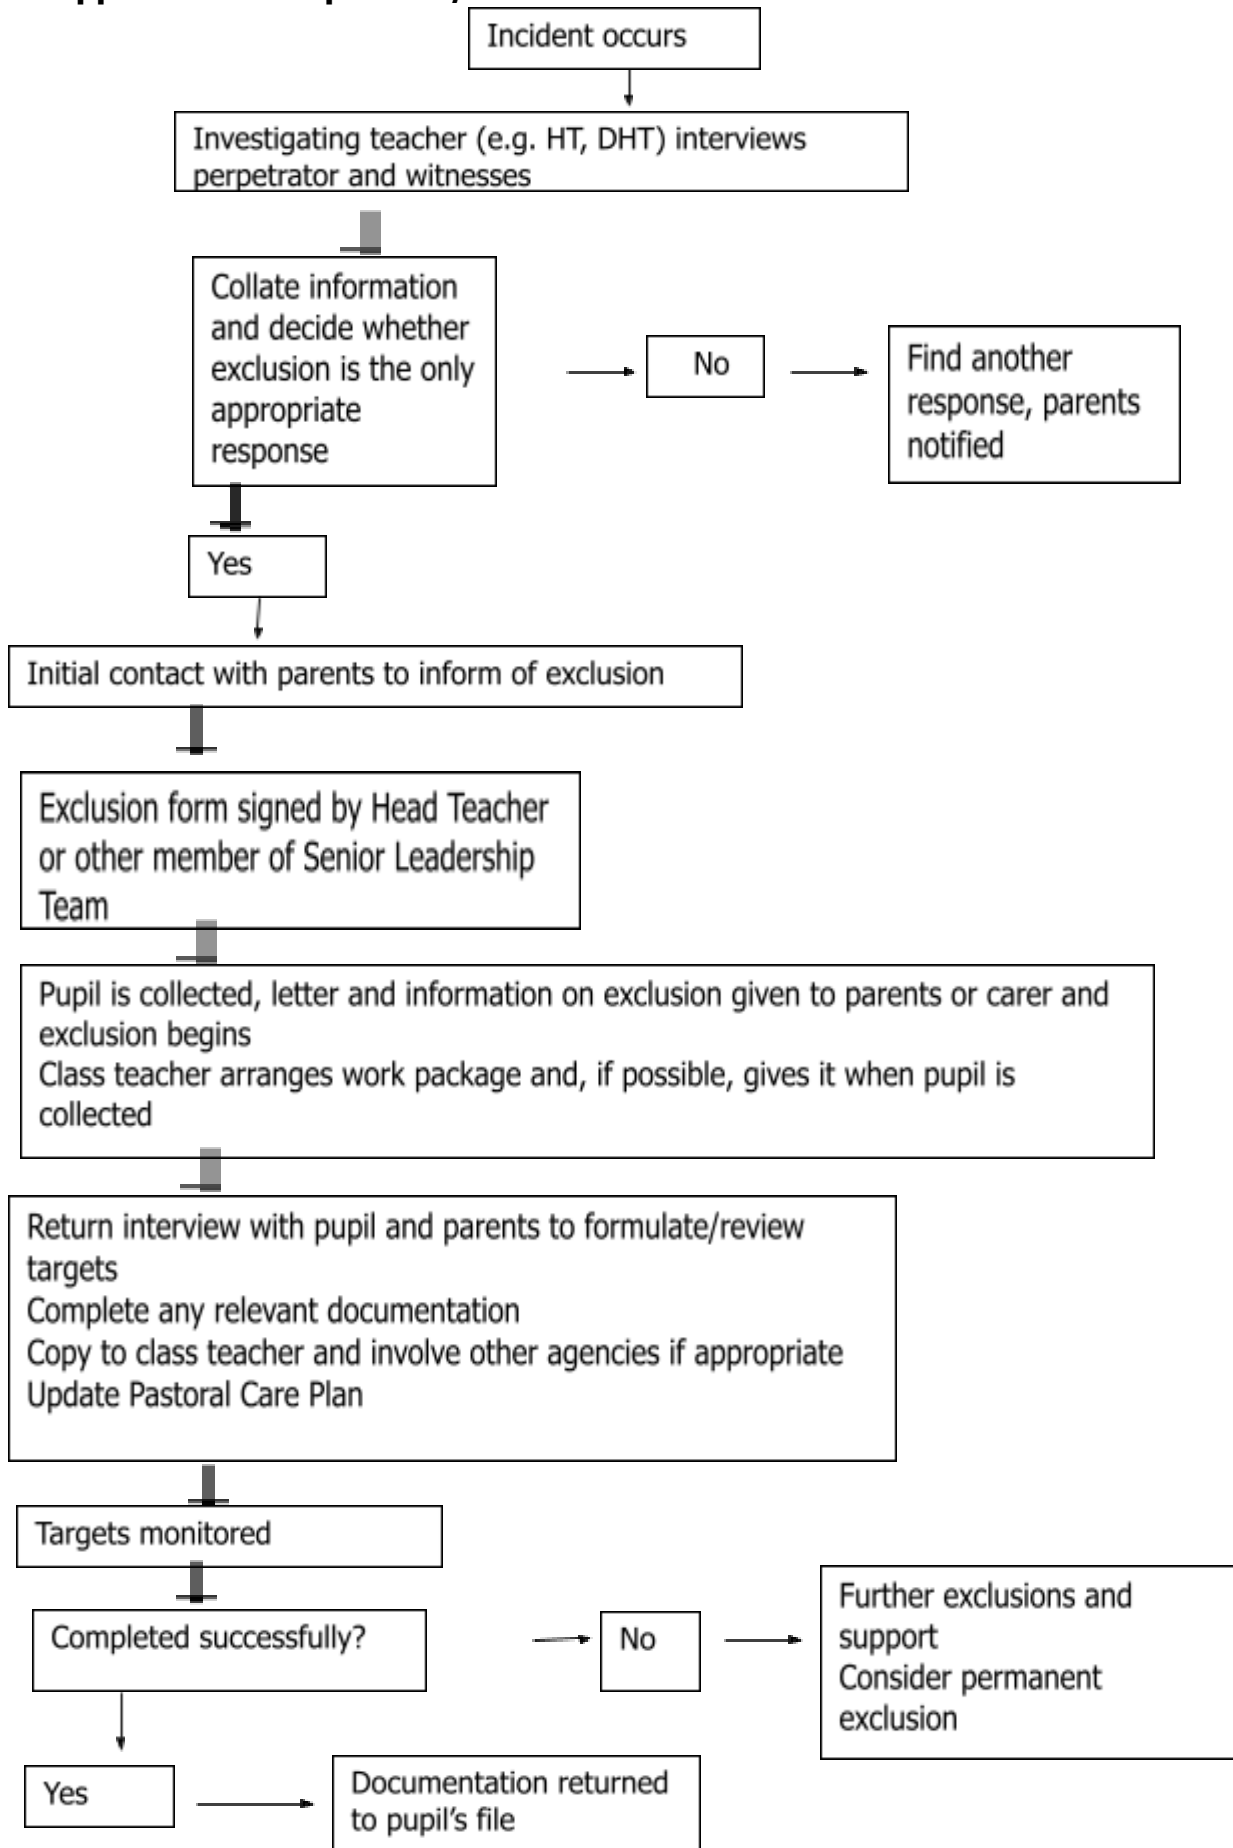 Incident occurs
Investigating teacher (e.g. HT, DHT) interviews
perpetrator and witnesses
Collate information
and decide whether
exclusion is the only
appropriate
response
No
Find another
response, parents
notified
Yes
Initial contact with parents to inform of exclusion
Exclusion form signed by Head Teacher
or other member of Senior Leadership
Team
Pupil is collected, letter and information on exclusion given to parents or carer and
exclusion begins
Class teacher arranges work package and, if possible, gives it when pupil is
collected
Return interview with pupil and parents to formulate/review
targets
Complete any relevant documentation
Copy to class teacher and involve other agencies if appropriate
Update Pastoral Care Plan
Targets monitored
Completed successfully?
No
Further exclusions and
support
Consider permanent
exclusion
Yes
Documentation returned
to pupil's file